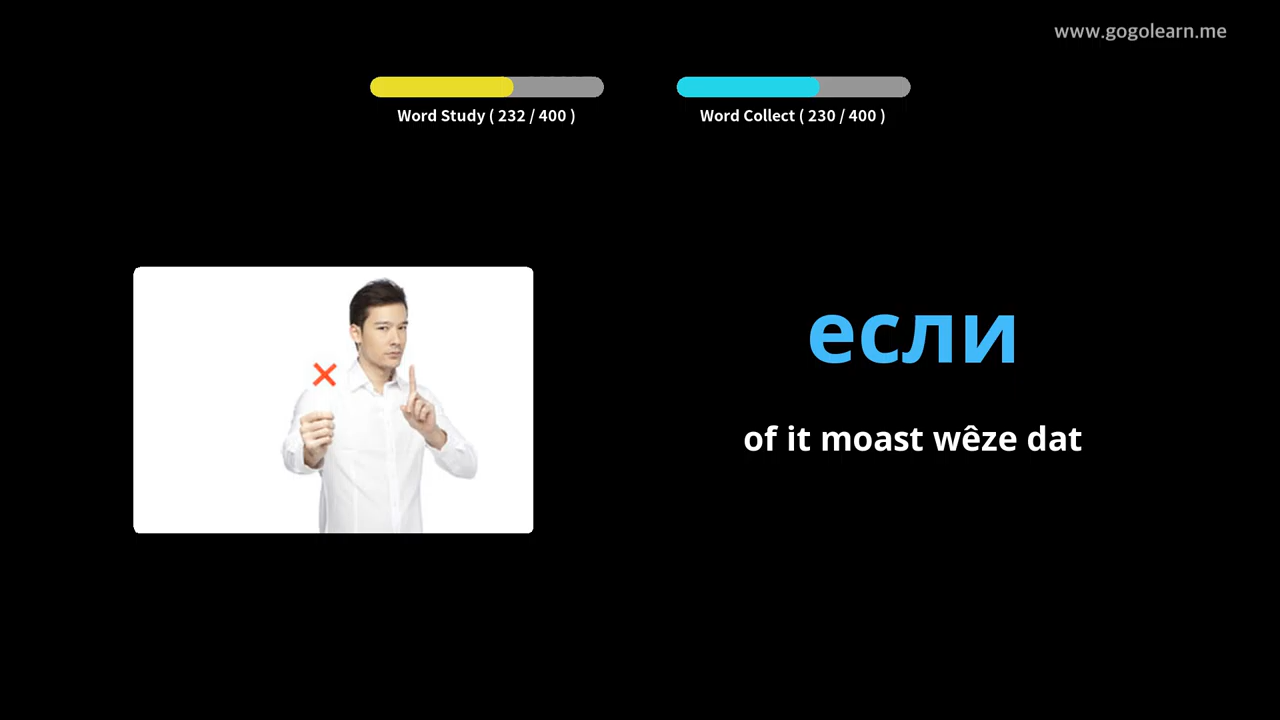 www.gogolearn.me
Word Study ( 232 / 400 )
Word Collect ( 230 / 400 )
если
of it moast wêze dat